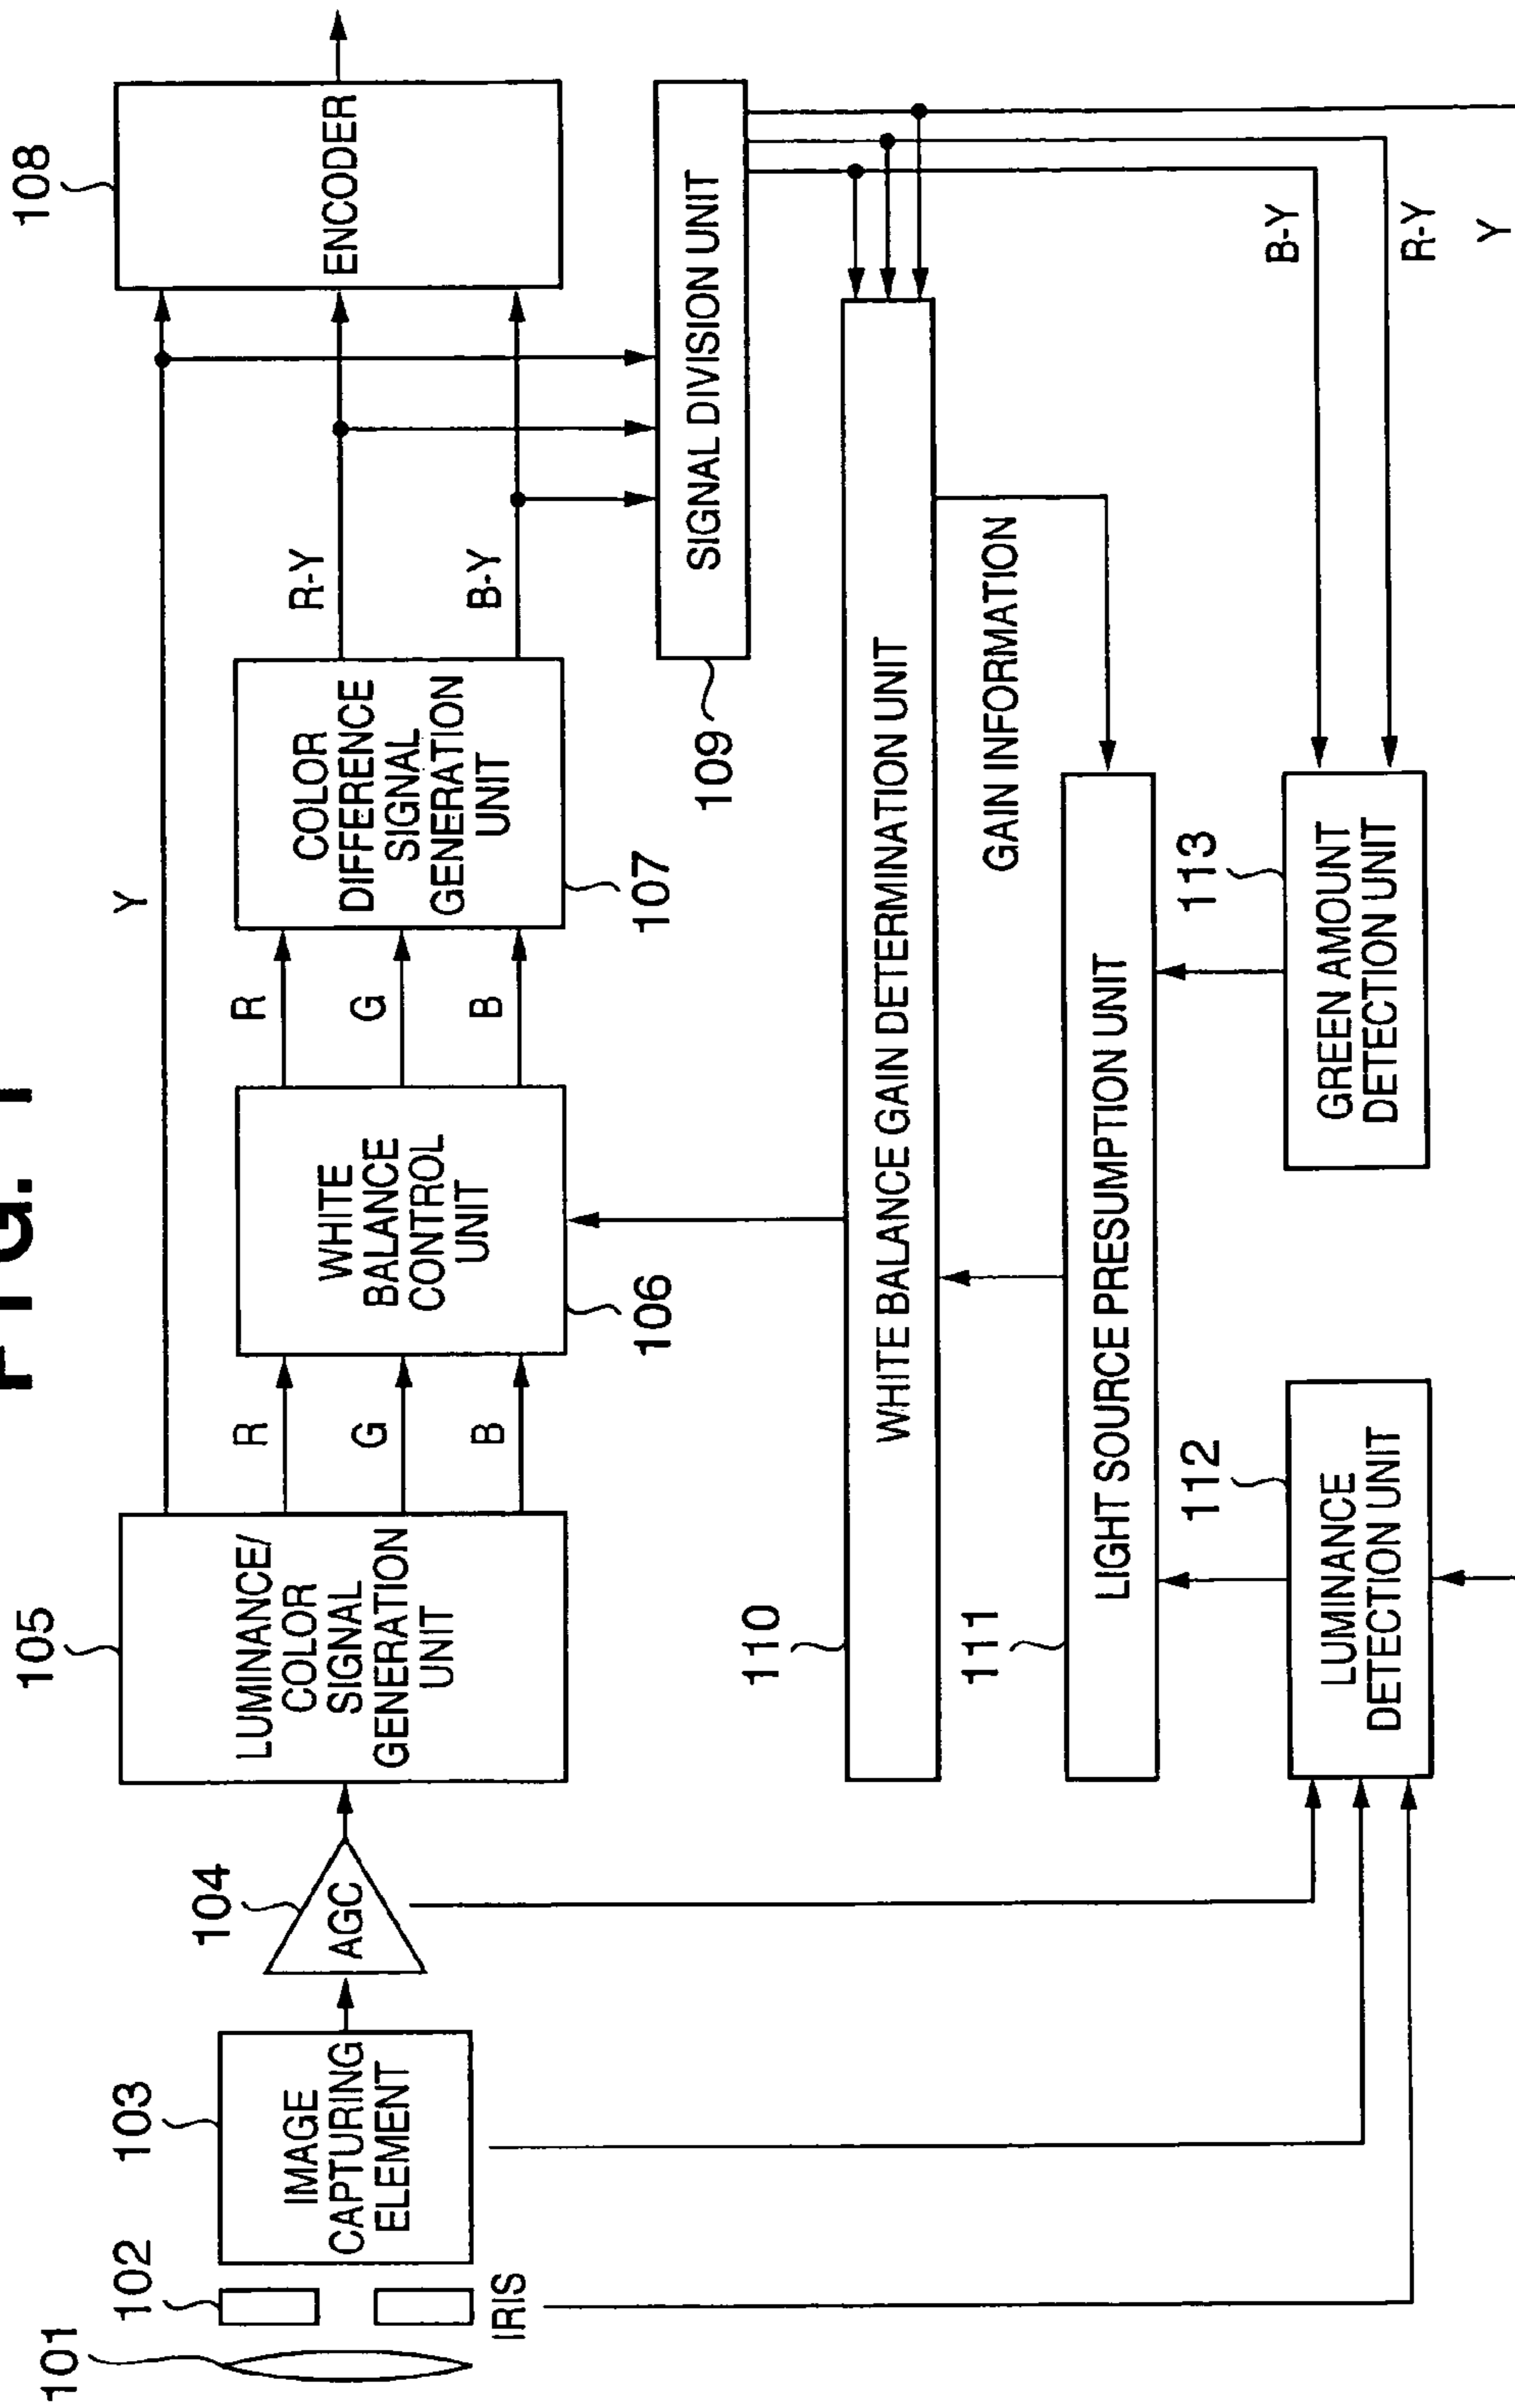 FIG. 1
101
102
IRIS
103
IMAGE
CAPTURING
ELEMENT
104
AGC
105
LUMINANCE/
COLOR
SIGNAL
GENERATION
UNIT
Y
R
G
B
106
WHITE
BALANCE
CONTROL
UNIT
R
G
B
107
COLOR
DIFFERENCE
SIGNAL
GENERATION
UNIT
R-Y
B-Y
108
ENCODER
109
SIGNAL DIVISION UNIT
110
WHITE BALANCE GAIN DETERMINATION UNIT
GAIN INFORMATION
111
LIGHT SOURCE PRESUMPTION UNIT
112
LUMINANCE
DETECTION UNIT
113
GREEN AMOUNT
DETECTION UNIT
B-Y
R-Y
Y